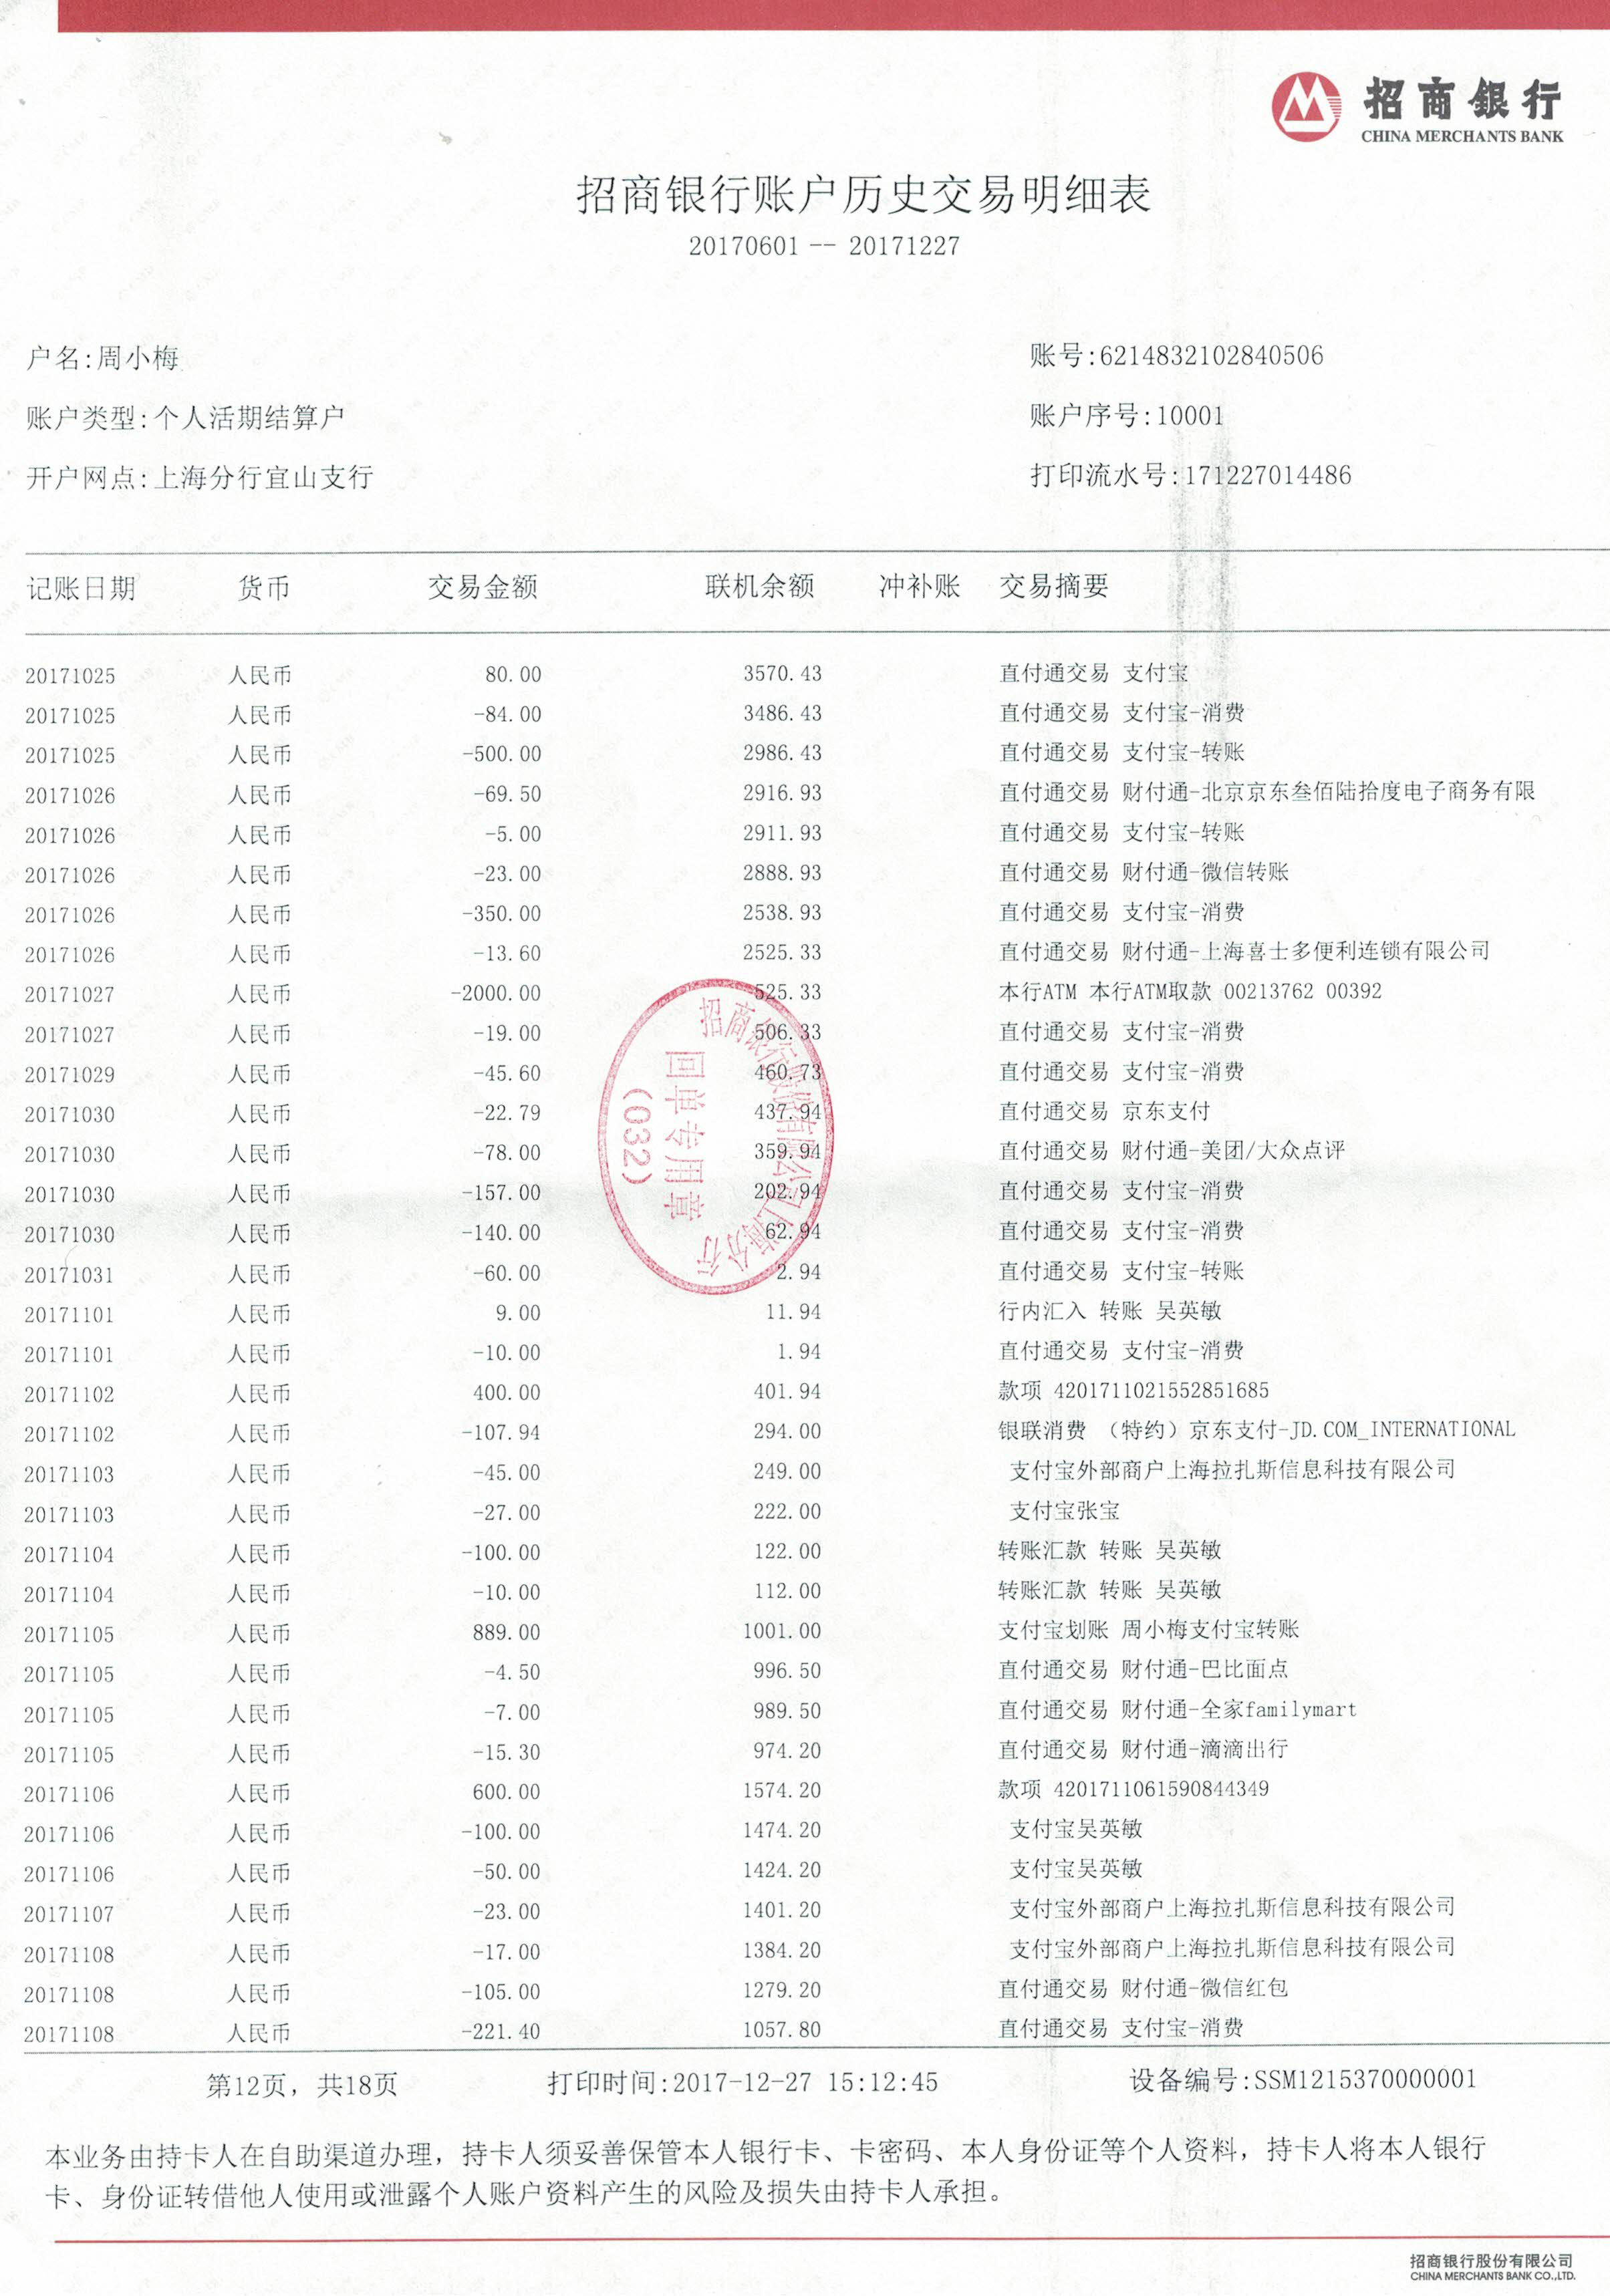 招商銀行
CHINA MERCHANTS BANK
招商银行账户历史交易明细表
20170601 -- 20171227
户名:周小梅 账号:6214832102840506
账户类型:个人活期结算户 账户序号:10001
开户网点:上海分行宜山支行 打印流水号:171227014486
记账日期 货币 交易金额 联机余额 冲补账 交易摘要
20171025 人民币 80.00 3570.43 直付通交易 支付宝
20171025 人民币 -84.00 3486.43 直付通交易 支付宝-消费
20171025 人民币 -500.00 2986.43 直付通交易 支付宝-转账
20171026 人民币 -69.50 2916.93 直付通交易 财付通-北京京东叁佰陆拾度电子商务有限
20171026 人民币 -5.00 2911.93 直付通交易 支付宝-转账
20171026 人民币 -23.00 2888.93 直付通交易 财付通-微信转账
20171026 人民币 -350.00 2538.93 直付通交易 支付宝-消费
20171026 人民币 -13.60 2525.33 直付通交易 财付通-上海喜士多便利连锁有限公司
20171027 人民币 -2000.00 525.33 本行ATM 本行ATM取款 00213762 00392
20171027 人民币 -19.00 506.33 直付通交易 支付宝-消费
20171029 人民币 -45.60 460.73 直付通交易 支付宝-消费
20171030 人民币 -22.79 437.94 直付通交易 京东支付
20171030 人民币 -78.00 359.94 直付通交易 财付通-美团/大众点评
20171030 人民币 -157.00 202.94 直付通交易 支付宝-消费
20171030 人民币 -140.00 62.94 直付通交易 支付宝-消费
20171031 人民币 -60.00 2.94 直付通交易 支付宝-转账
20171101 人民币 9.00 11.94 行内汇入 转账 吴英敏
20171101 人民币 -10.00 1.94 直付通交易 支付宝-消费
20171102 人民币 400.00 401.94 款项 4201711021552851685
20171102 人民币 -107.94 294.00 银联消费 （特约）京东支付-JD.COM_INTERNATIONAL
20171103 人民币 -45.00 249.00 支付宝外部商户上海拉扎斯信息科技有限公司
20171103 人民币 -27.00 222.00 支付宝张宝
20171104 人民币 -100.00 122.00 转账汇款 转账 吴英敏
20171104 人民币 -10.00 112.00 转账汇款 转账 吴英敏
20171105 人民币 889.00 1001.00 支付宝划账 周小梅支付宝转账
20171105 人民币 -4.50 996.50 直付通交易 财付通-巴比面点
20171105 人民币 -7.00 989.50 直付通交易 财付通-全家familymart
20171105 人民币 -15.30 974.20 直付通交易 财付通-滴滴出行
20171106 人民币 600.00 1574.20 款项 4201711061590844349
20171106 人民币 -100.00 1474.20 支付宝吴英敏
20171106 人民币 -50.00 1424.20 支付宝吴英敏
20171107 人民币 -23.00 1401.20 支付宝外部商户上海拉扎斯信息科技有限公司
20171108 人民币 -17.00 1384.20 支付宝外部商户上海拉扎斯信息科技有限公司
20171108 人民币 -105.00 1279.20 直付通交易 财付通-微信红包
20171108 人民币 -221.40 1057.80 直付通交易 支付宝-消费
招商银行股份有限公司上海分行
回单专用章
(032)
第12页, 共18页 打印时间:2017-12-27 15:12:45 设备编号:SSM1215370000001
本业务由持卡人在自助渠道办理，持卡人须妥善保管本人银行卡、卡密码、本人身份证等个人资料，持卡人将本人银行
卡、身份证转借他人使用或泄露个人账户资料产生的风险及损失由持卡人承担。
招商银行股份有限公司
CHINA MERCHANTS BANK CO.,LTD.